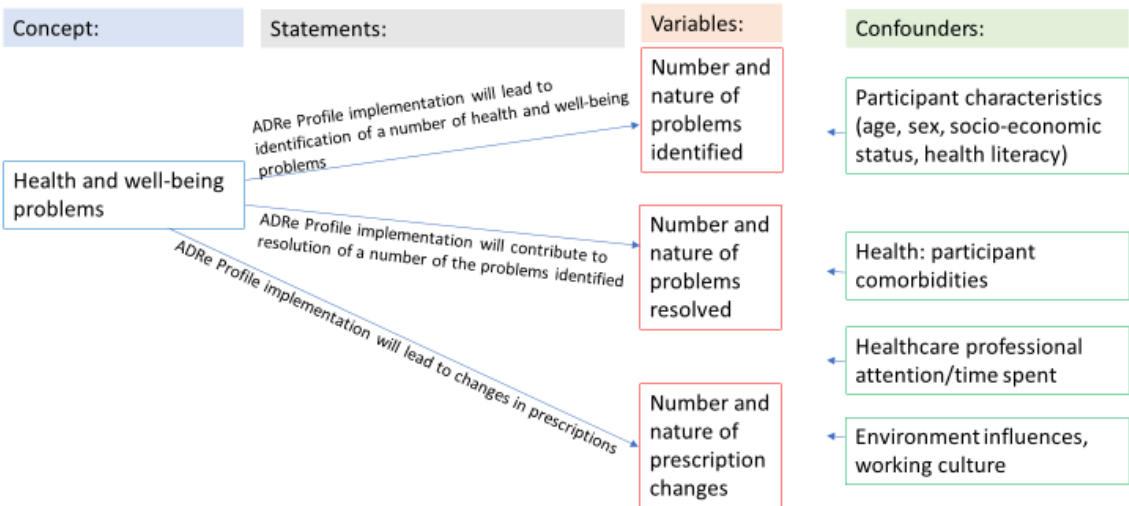 Concept:
Statements:
Variables:
Confounders:
Health and well-being
problems
ADRe Profile implementation will lead to
identification of a number of health and well-being
problems
ADRe Profile implementation will contribute to
resolution of a number of the problems identified
ADRe Profile implementation will lead to changes in prescriptions
Number and
nature of
problems
identified
Number and
nature of
problems
resolved
Number and
nature of
prescription
changes
Participant characteristics
(age, sex, socio-economic
status, health literacy)
Health: participant
comorbidities
Healthcare professional
attention/time spent
Environment influences,
working culture